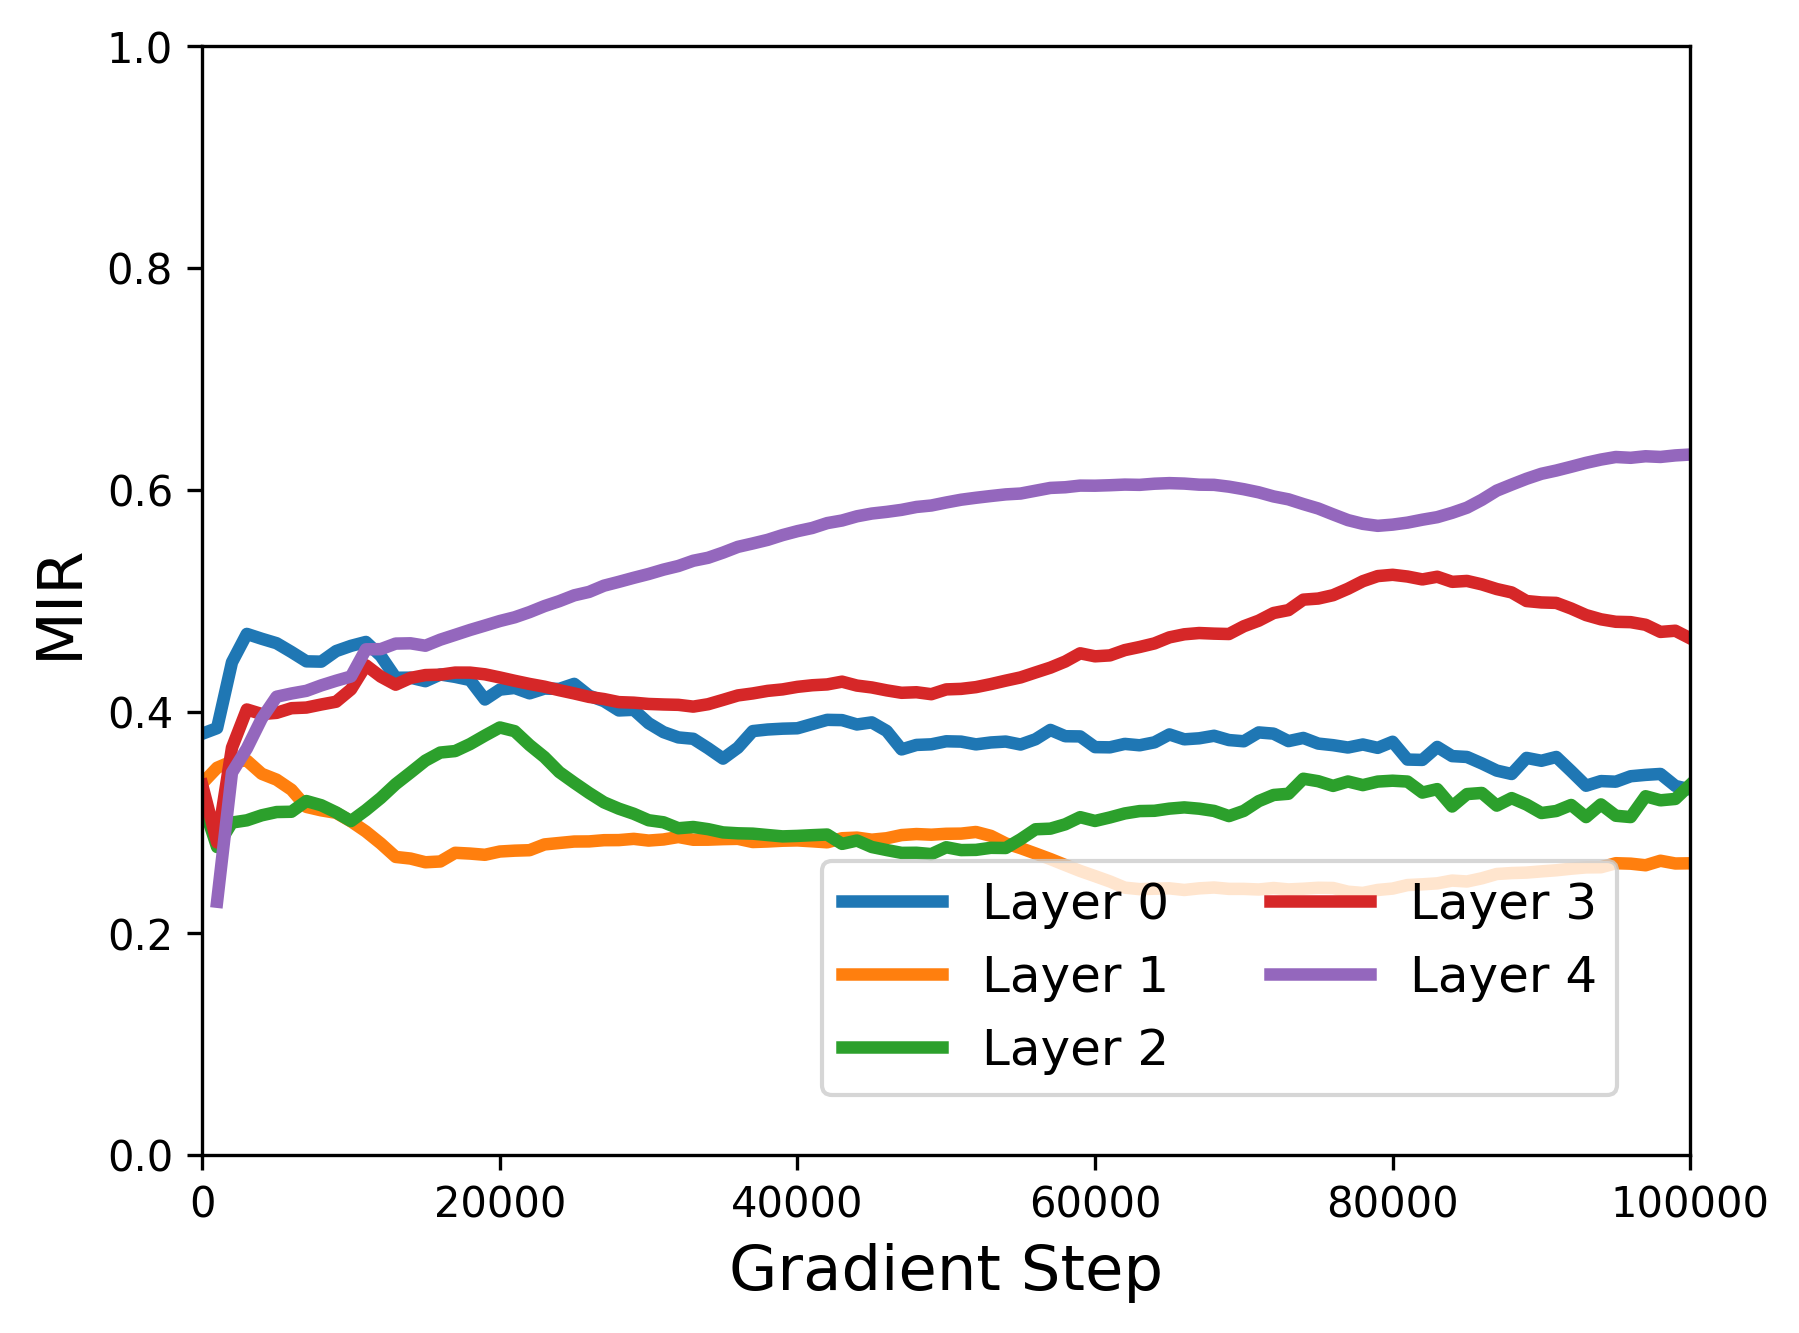 1.0
0.8
0.6
0.4
0.2
0.0
MIR
0 20000 40000 60000 80000 100000
Gradient Step
Layer 0
Layer 1
Layer 2
Layer 3
Layer 4